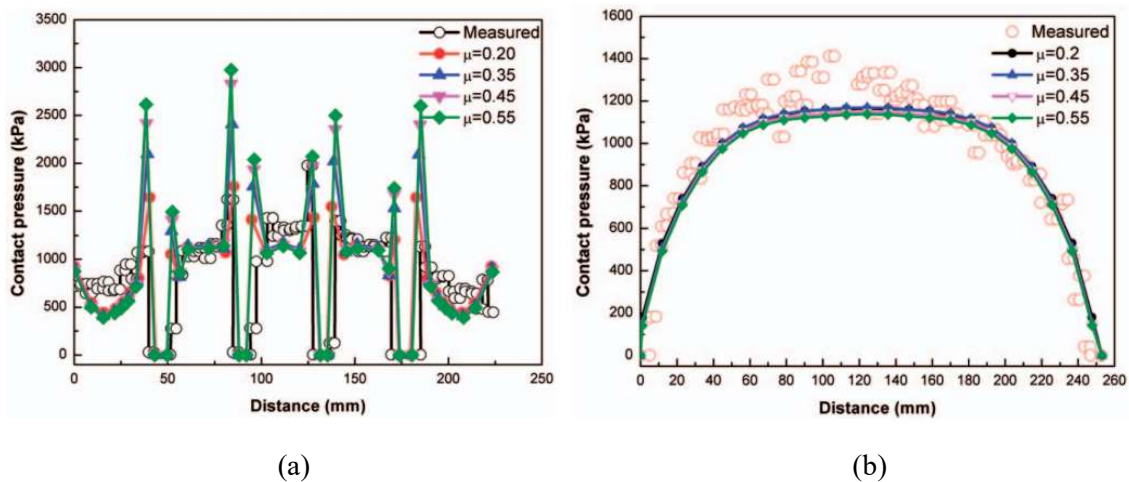 3500
3000
2500
2000
1500
1000
500
0
Contact pressure (kPa)
Measured
μ=0.20
μ=0.35
μ=0.45
μ=0.55
0 50 100 150 200 250
Distance (mm)
(a)
1600
1400
1200
1000
800
600
400
200
0
Contact pressure (kPa)
Measured
μ=0.2
μ=0.35
μ=0.45
μ=0.55
0 20 40 60 80 100 120 140 160 180 200 220 240 260
Distance (mm)
(b)